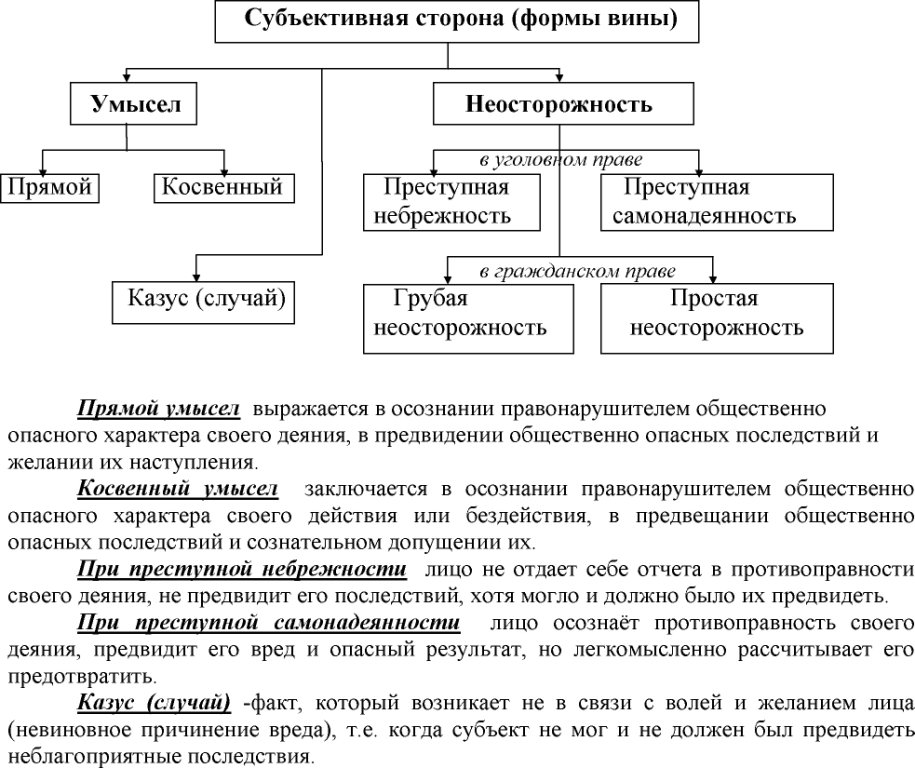 Субъективная сторона (формы вины)
Умысел
Неосторожность
в уголовном праве
Прямой
Косвенный
Преступная
небрежность
Преступная
самонадеянность
в гражданском праве
Казус (случай)
Грубая
неосторожность
Простая
неосторожность
Прямой умысел выражается в осознании правонарушителем общественно
опасного характера своего деяния, в предвидении общественно опасных последствий и
желании их наступления.
Косвенный умысел заключается в осознании правонарушителем общественно
опасного характера своего действия или бездействия, в предвещании общественно
опасных последствий и сознательном допущении их.
При преступной небрежности лицо не отдает себе отчета в противоправности
своего деяния, не предвидит его последствий, хотя могло и должно было их предвидеть.
При преступной самонадеянности лицо осознаёт противоправность своего
деяния, предвидит его вред и опасный результат, но легкомысленно рассчитывает его
предотвратить.
Казус (случай) -факт, который возникает не в связи с волей и желанием лица
(невиновное причинение вреда), т.е. когда субъект не мог и не должен был предвидеть
неблагоприятные последствия.